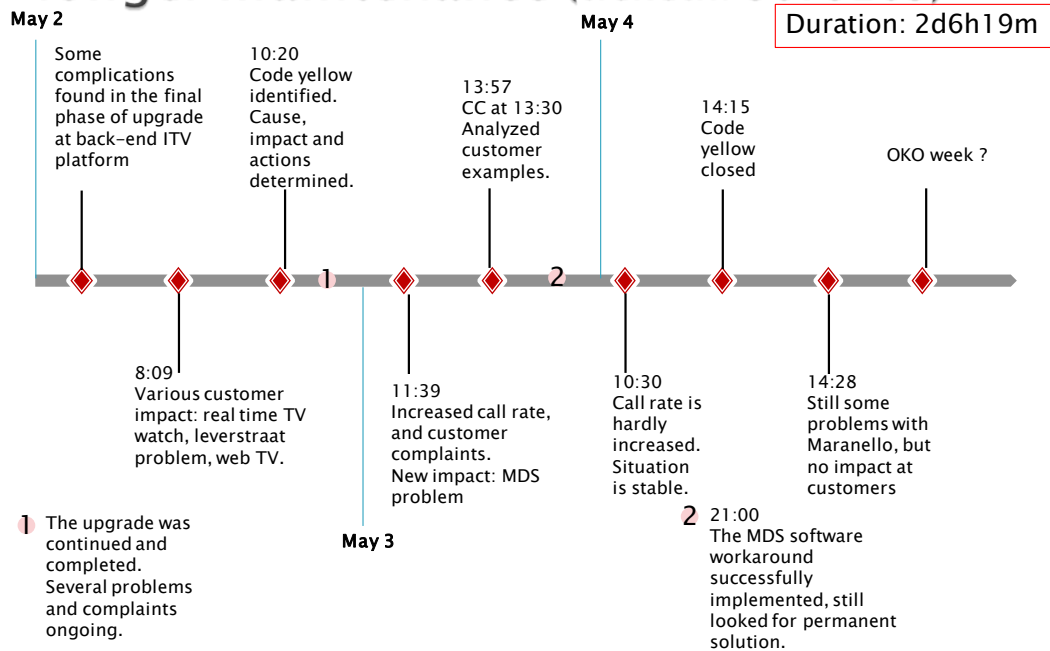 May 2
May 4
Duration: 2d6h19m
Some
complications
found in the final
phase of upgrade
at back-end ITV
platform
10:20
Code yellow
identified.
Cause,
impact and
actions
determined.
13:57
CC at 13:30
Analyzed
customer
examples.
14:15
Code
yellow
closed
OKO week ?
1
2
8:09
Various customer
impact: real time TV
watch, leverstraat
problem, web TV.
11:39
Increased call rate,
and customer
complaints.
New impact: MDS
problem
10:30
Call rate is
hardly
increased.
Situation
is stable.
14:28
Still some
problems with
Maranello, but
no impact at
customers
1 The upgrade was
continued and
completed.
Several problems
and complaints
ongoing.
May 3
2 21:00
The MDS software
workaround
successfully
implemented, still
looked for permanent
solution.